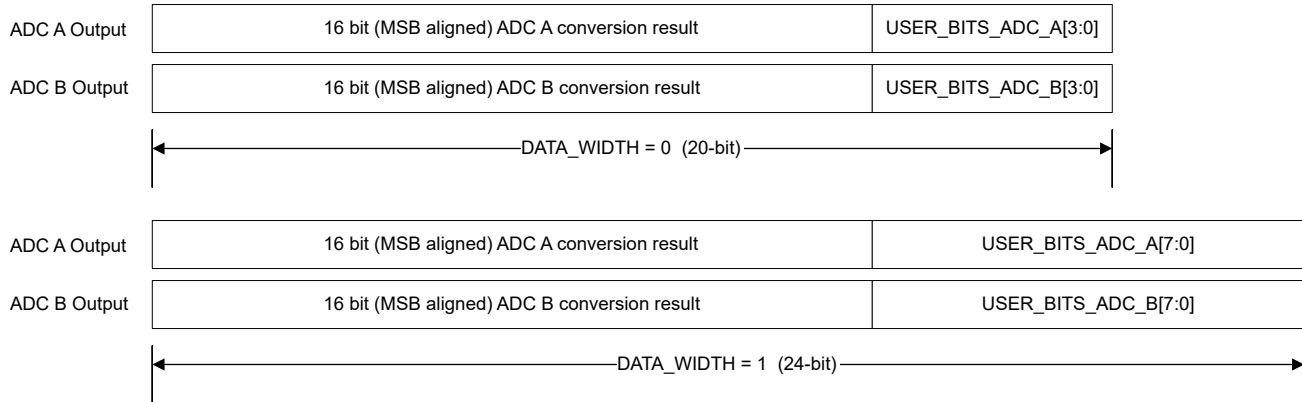 ADC A Output 16 bit (MSB aligned) ADC A conversion result USER_BITS_ADC_A[3:0]
ADC B Output 16 bit (MSB aligned) ADC B conversion result USER_BITS_ADC_B[3:0]
DATA_WIDTH = 0 (20-bit)
ADC A Output 16 bit (MSB aligned) ADC A conversion result USER_BITS_ADC_A[7:0]
ADC B Output 16 bit (MSB aligned) ADC B conversion result USER_BITS_ADC_B[7:0]
DATA_WIDTH = 1 (24-bit)